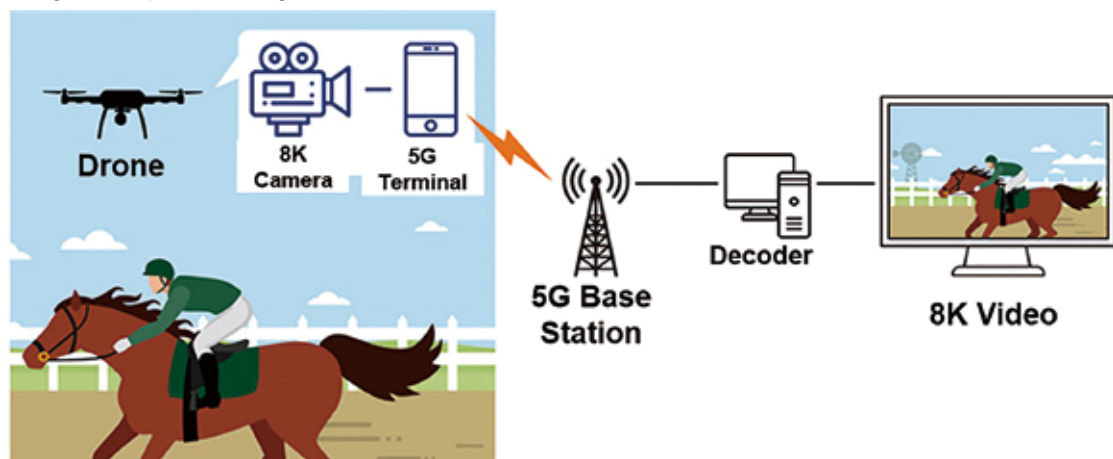 Drone
8K
Camera
5G
Terminal
5G Base
Station
Decoder
8K Video